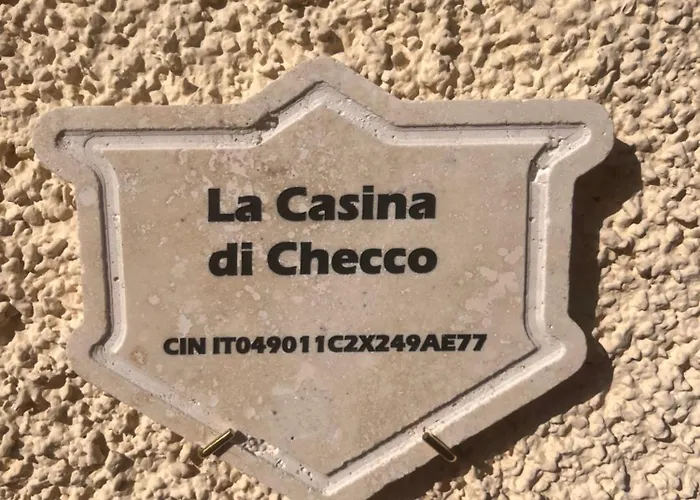 La Casina
di Checco
CIN IT049011C2X249AE77